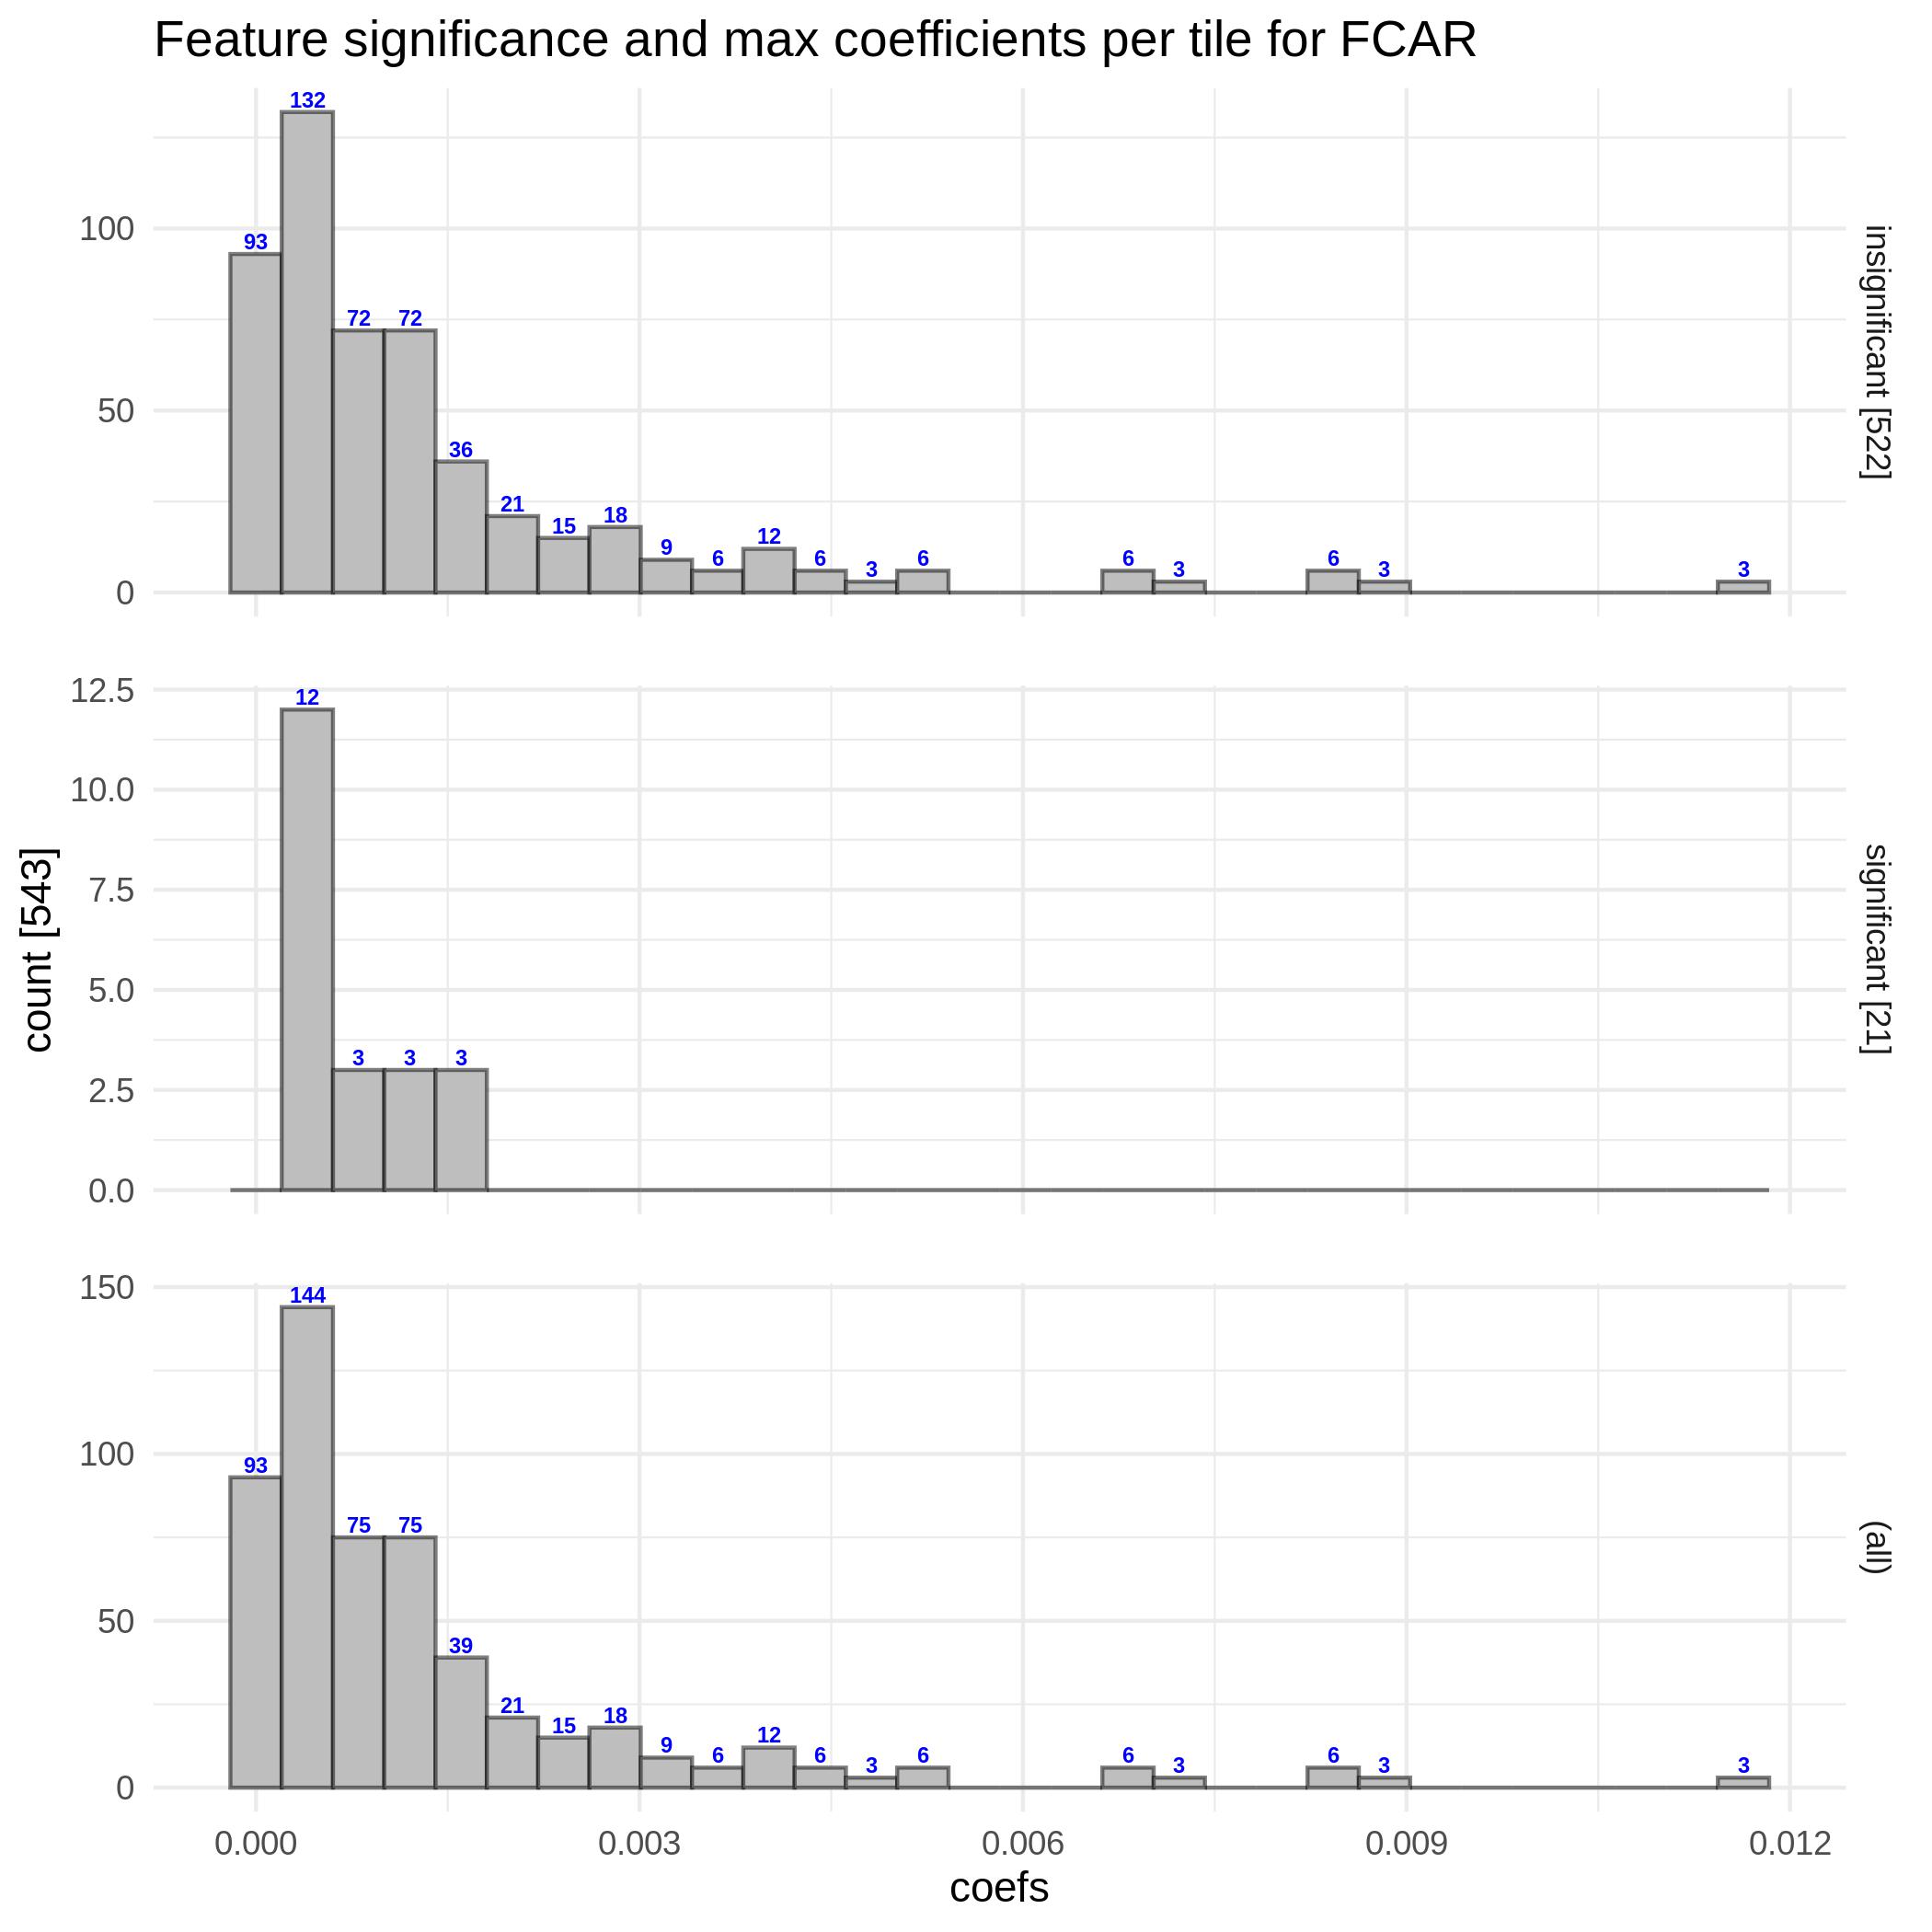 Feature significance and max coefficients per tile for FCAR
132
93
72 72
36
21
15 18
9 6 12 6 3 6 6 3 6 3 3
100
50
0
insignificant [522]
12
3 3 3
12.5
10.0
7.5
5.0
2.5
0.0
significant [21]
count [543]
144
93
75 75
39
21
15 18
9 6 12 6 3 6 6 3 6 3 3
150
100
50
0
(all)
0.000 0.003 0.006 0.009 0.012
coefs